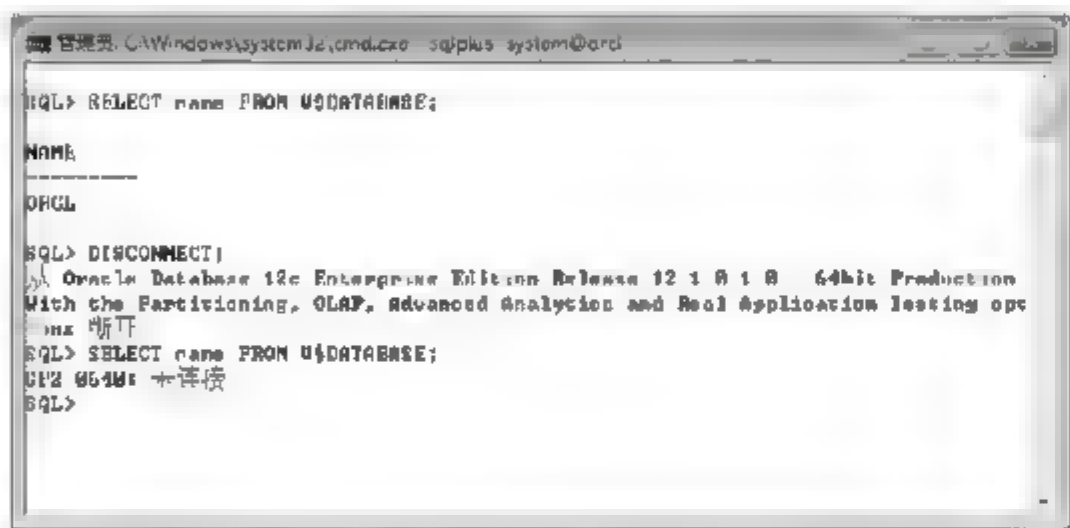 管理员: C:\Windows\system32\cmd.exe - sqlplus system@orcl
SQL> SELECT name FROM V$DATABASE;
NAME
---------
ORCL
SQL> DISCONNECT;
从 Oracle Database 12c Enterprise Edition Release 12.1.0.1.0 - 64bit Production
With the Partitioning, OLAP, Advanced Analytics and Real Application Testing opt
ions 断开
SQL> SELECT name FROM V$DATABASE;
SP2-0640: 未连接
SQL>